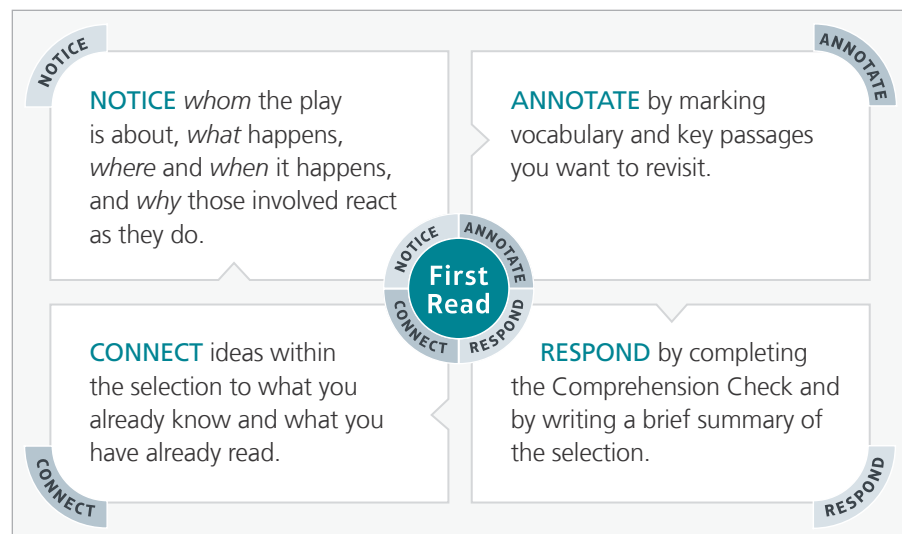 NOTICE
NOTICE whom the play
is about, what happens,
where and when it happens,
and why those involved react
as they do.
ANNOTATE
ANNOTATE by marking
vocabulary and key passages
you want to revisit.
NOTICE
ANNOTATE
First
Read
CONNECT
RESPOND
CONNECT ideas within
the selection to what you
already know and what you
have already read.
CONNECT
RESPOND by completing
the Comprehension Check and
by writing a brief summary of
the selection.
RESPOND